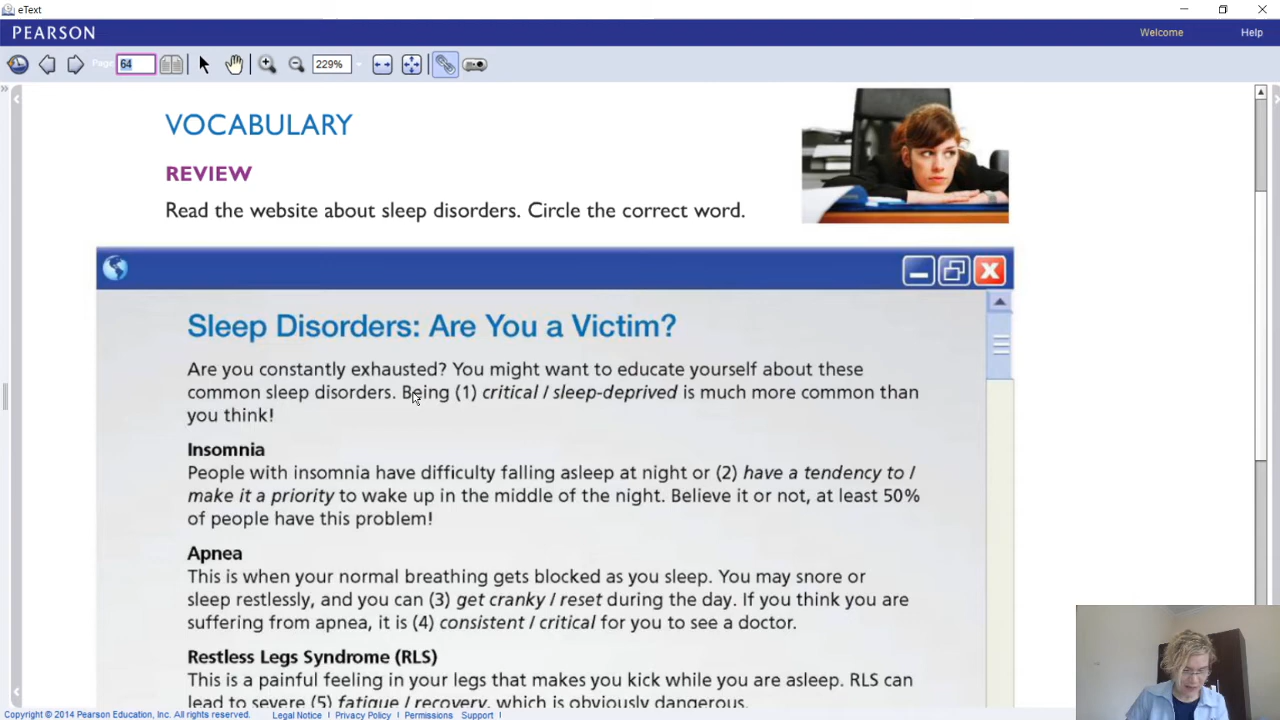 eText
PEARSON
Welcome
Help
Page 64
229%
VOCABULARY
REVIEW
Read the website about sleep disorders. Circle the correct word.
Sleep Disorders: Are You a Victim?
Are you constantly exhausted? You might want to educate yourself about these
common sleep disorders. Being (1) critical / sleep-deprived is much more common than
you think!
Insomnia
People with insomnia have difficulty falling asleep at night or (2) have a tendency to /
make it a priority to wake up in the middle of the night. Believe it or not, at least 50%
of people have this problem!
Apnea
This is when your normal breathing gets blocked as you sleep. You may snore or
sleep restlessly, and you can (3) get cranky / reset during the day. If you think you are
suffering from apnea, it is (4) consistent / critical for you to see a doctor.
Restless Legs Syndrome (RLS)
This is a painful feeling in your legs that makes you kick while you are asleep. RLS can
lead to severe (5) fatigue / recovery, which is obviously dangerous.
Copyright © 2014 Pearson Education, Inc. All rights reserved. Legal Notice | Privacy Policy | Permissions Support |